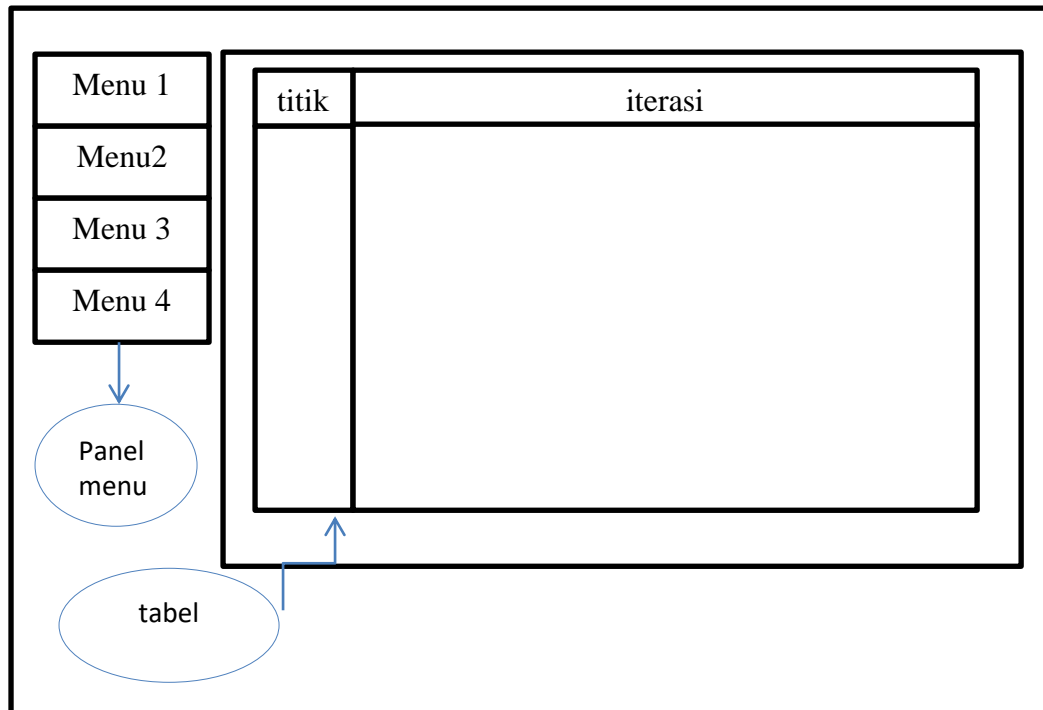 Menu 1
Menu2
Menu 3
Menu 4
titik
iterasi
Panel
menu
tabel